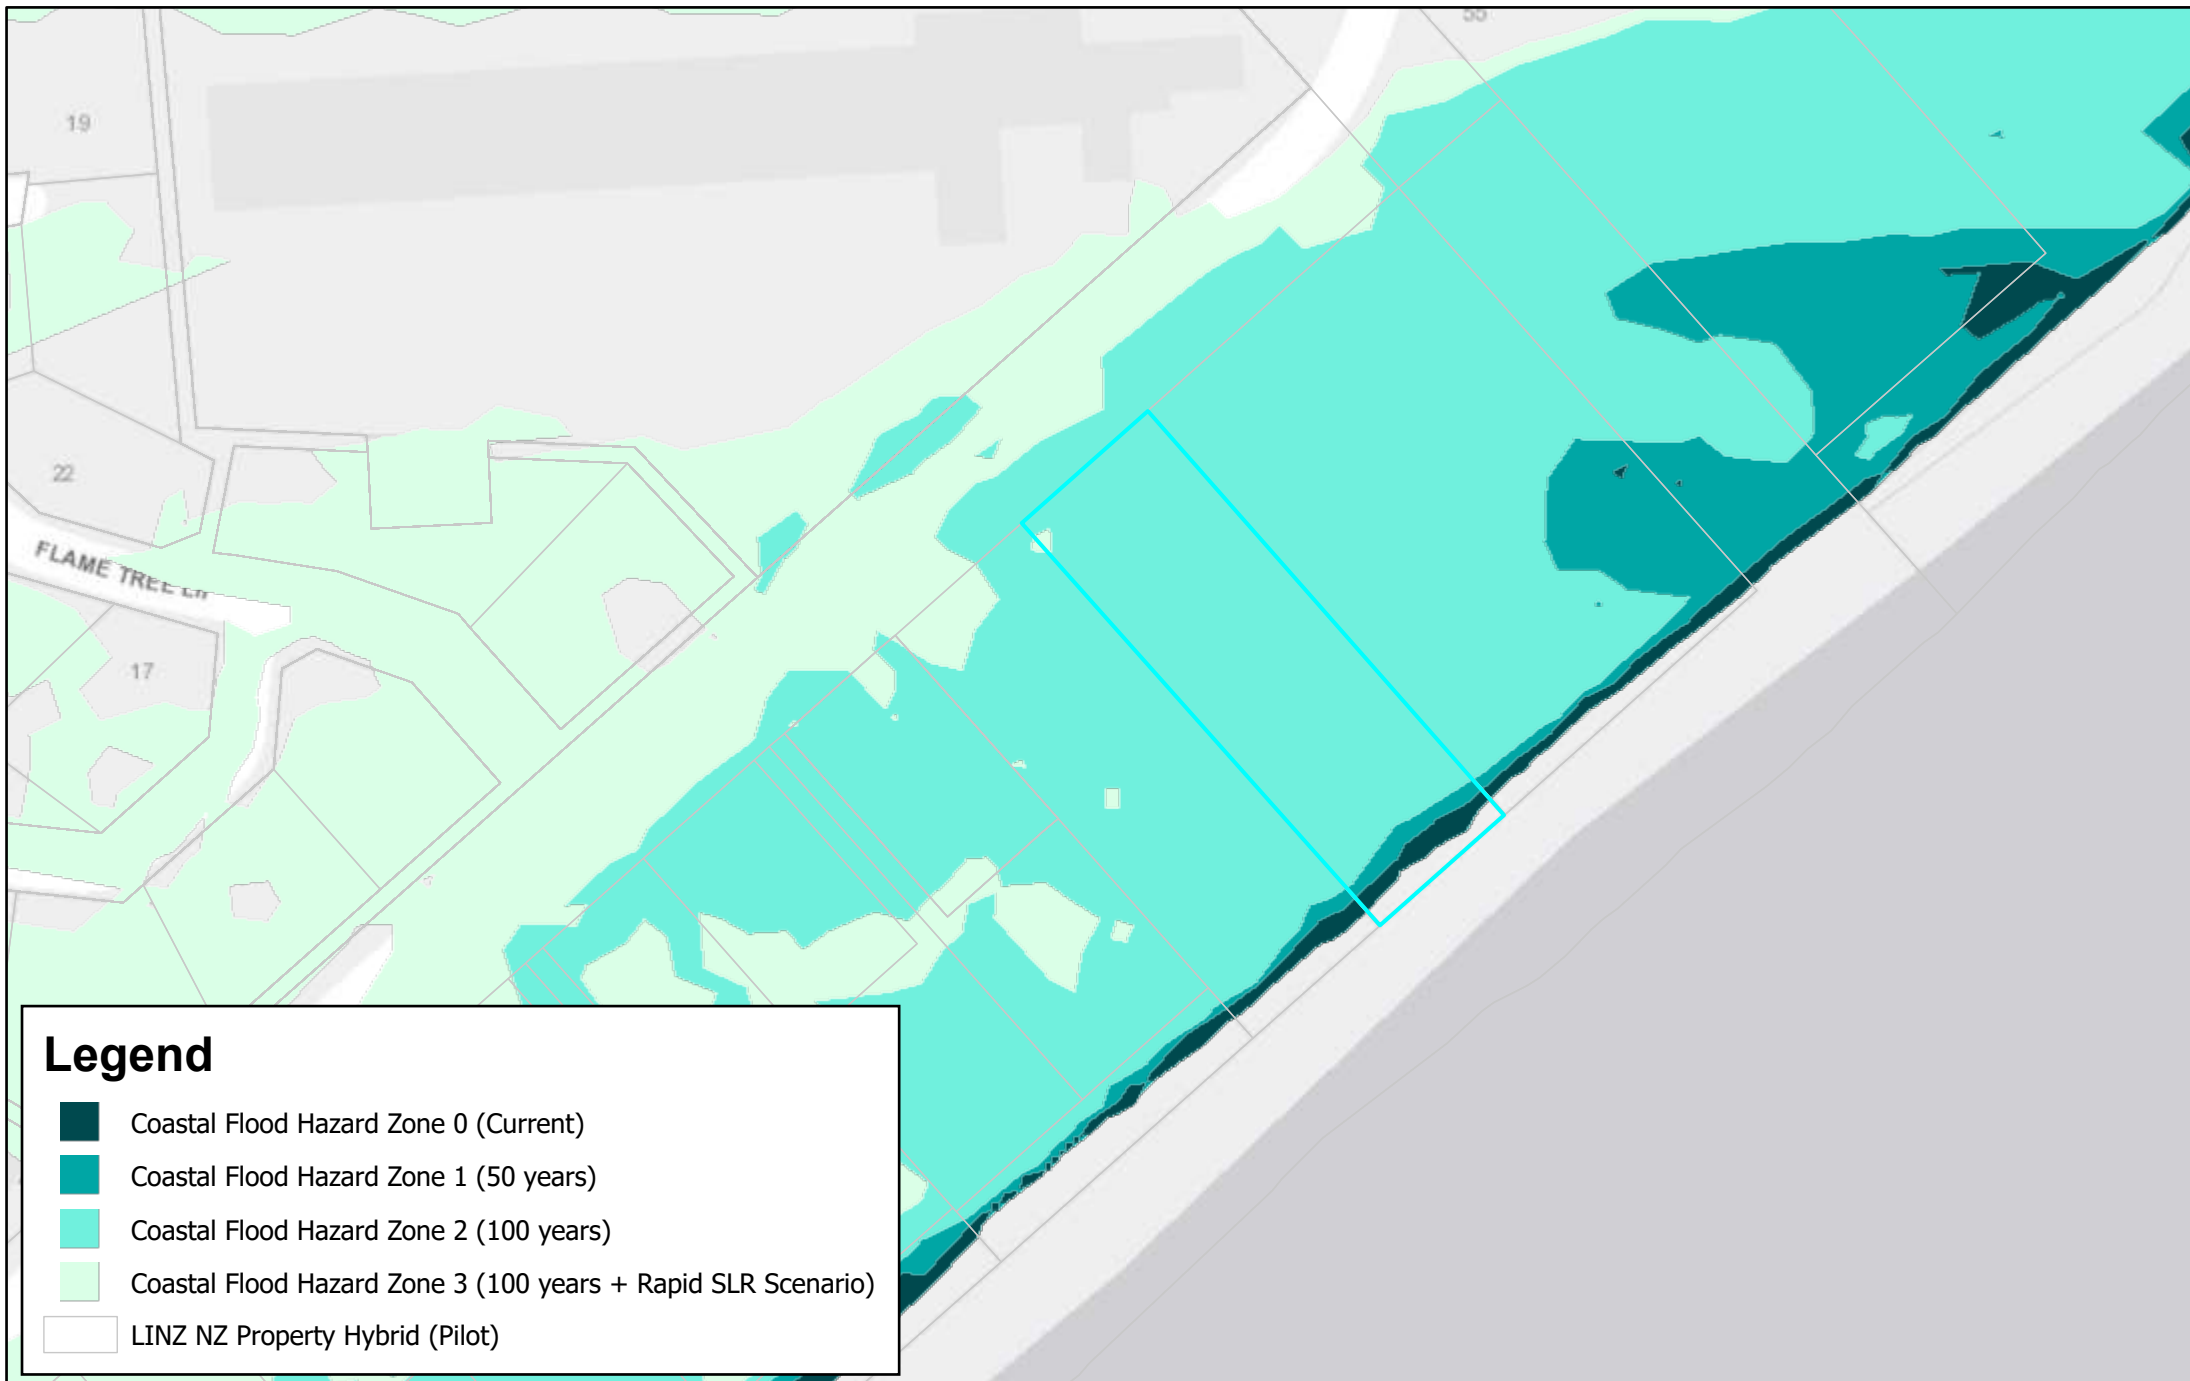 55
19
22
FLAME TREE
17
Legend
Coastal Flood Hazard Zone 0 (Current)
Coastal Flood Hazard Zone 1 (50 years)
Coastal Flood Hazard Zone 2 (100 years)
Coastal Flood Hazard Zone 3 (100 years + Rapid SLR Scenario)
LINZ NZ Property Hybrid (Pilot)